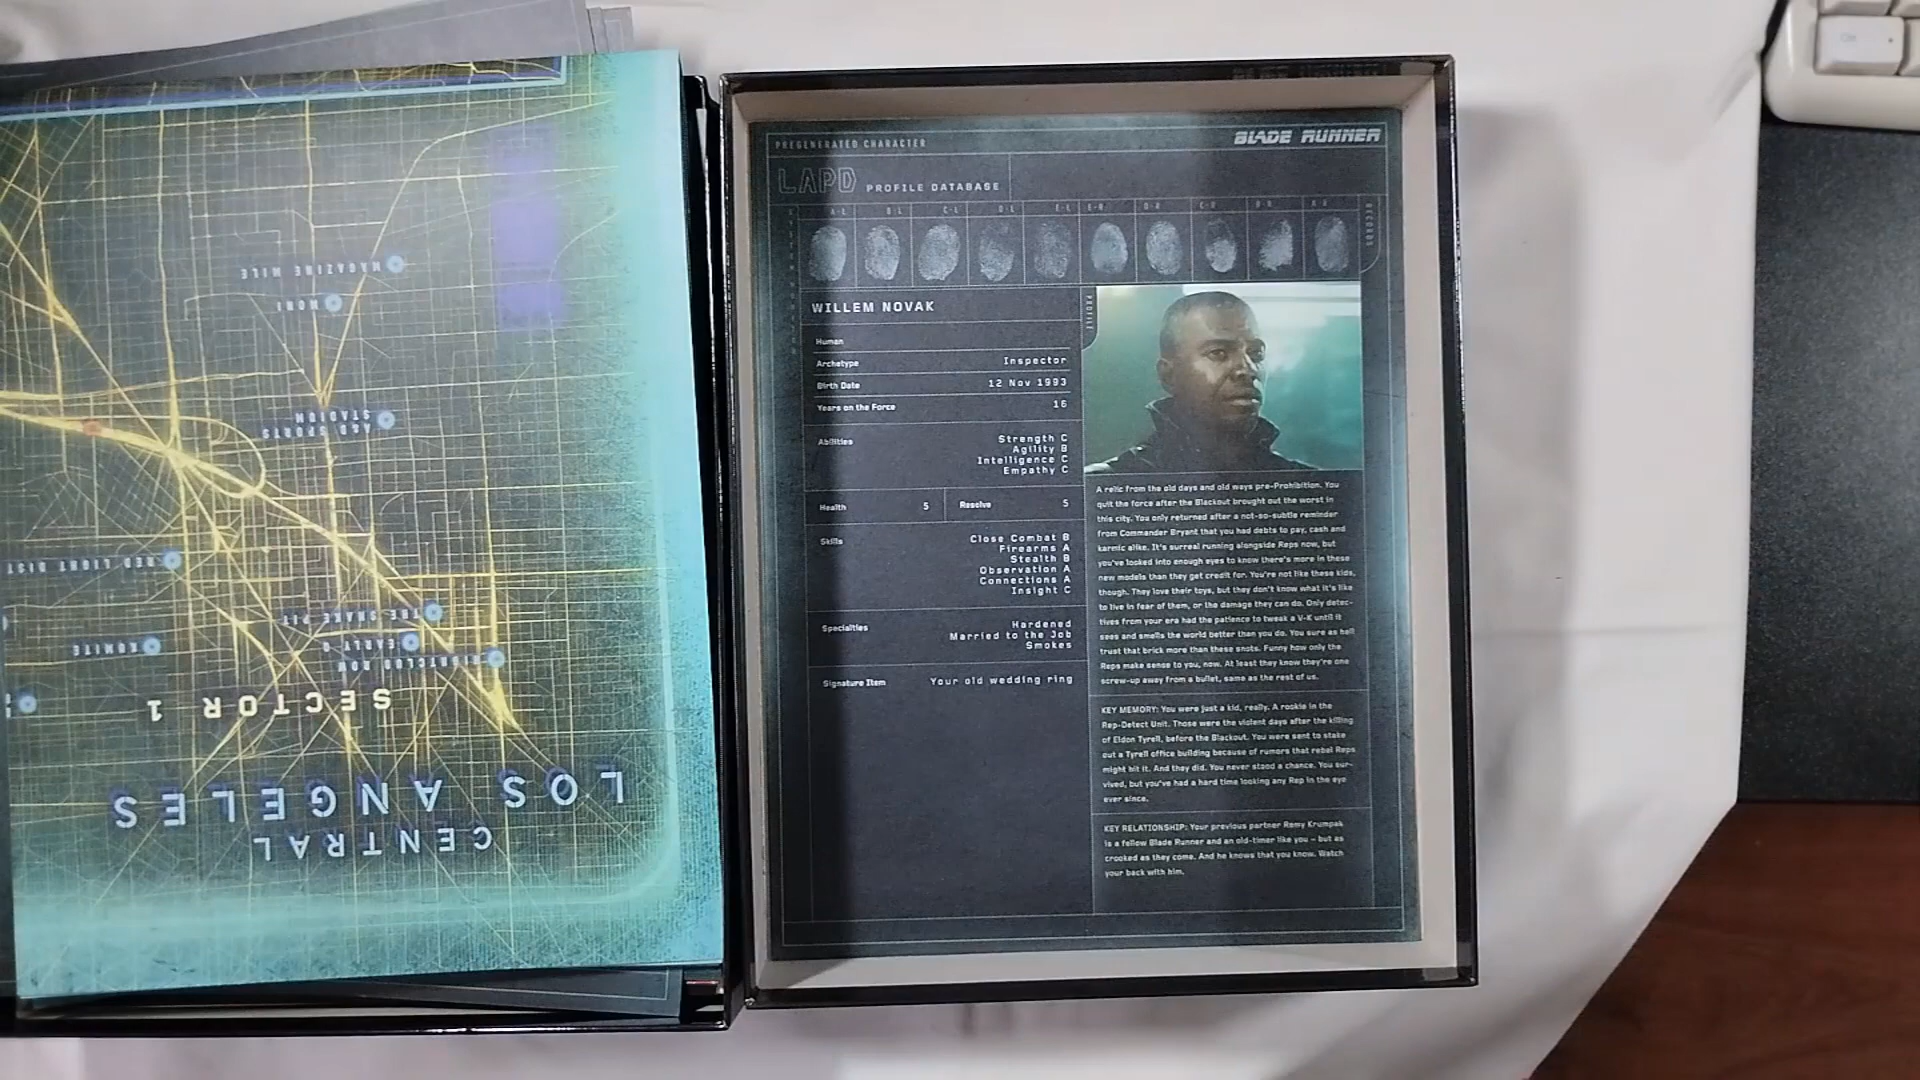 MAGAZINE MILE
MONI
A&D SPORTS
STADIUM
RED LIGHT DIST
THE SNAKE PIT
EARLY Q
NIGHTCLUB ROW
KOMITE
SECTOR 1
LOS ANGELES
CENTRAL
PREGENERATED CHARACTER
BLADE RUNNER
LAPD PROFILE DATABASE
RECORDS
WILLEM NOVAK
PROFILE
Human
Archetype Inspector
Birth Date 12 Nov 1993
Years on the Force 16
Abilities Strength C
Agility B
Intelligence C
Empathy C
Health 5 Resolve 5
Skills Close Combat B
Firearms A
Stealth B
Observation A
Connections A
Insight C
Specialties Hardened
Married to the Job
Smokes
Signature Item Your old wedding ring
A relic from the old days and old ways pre-Prohibition. You
quit the force after the Blackout brought out the worst in
this city. You only returned after a not-so-subtle reminder
from Commander Bryant that you had debts to pay, cash and
karmic alike. It's surreal running alongside Reps now, but
you've looked into enough eyes to know there's more in these
new models than they get credit for. You're not like these kids,
though. They love their toys, but they don't know what it's like
to live in fear of them, or the damage they can do. Only detec-
tives from your era had the patience to tweak a V-K until it
sees and smells the world better than you do. You sure as hell
trust that brick more than these snots. Funny how only the
Reps make sense to you, now. At least they know they're one
screw-up away from a bullet, same as the rest of us.
KEY MEMORY: You were just a kid, really. A rookie in the
Rep-Detect Unit. Those were the violent days after the killing
of Eldon Tyrell, before the Blackout. You were sent to stake
out a Tyrell office building because of rumors that rebel Reps
might hit it. And they did. You never stood a chance. You sur-
vived, but you've had a hard time looking any Rep in the eye
ever since.
KEY RELATIONSHIP: Your previous partner Remy Krumpak
is a fellow Blade Runner and an old-timer like you – but as
crooked as they come. And he knows that you know. Watch
your back with him.